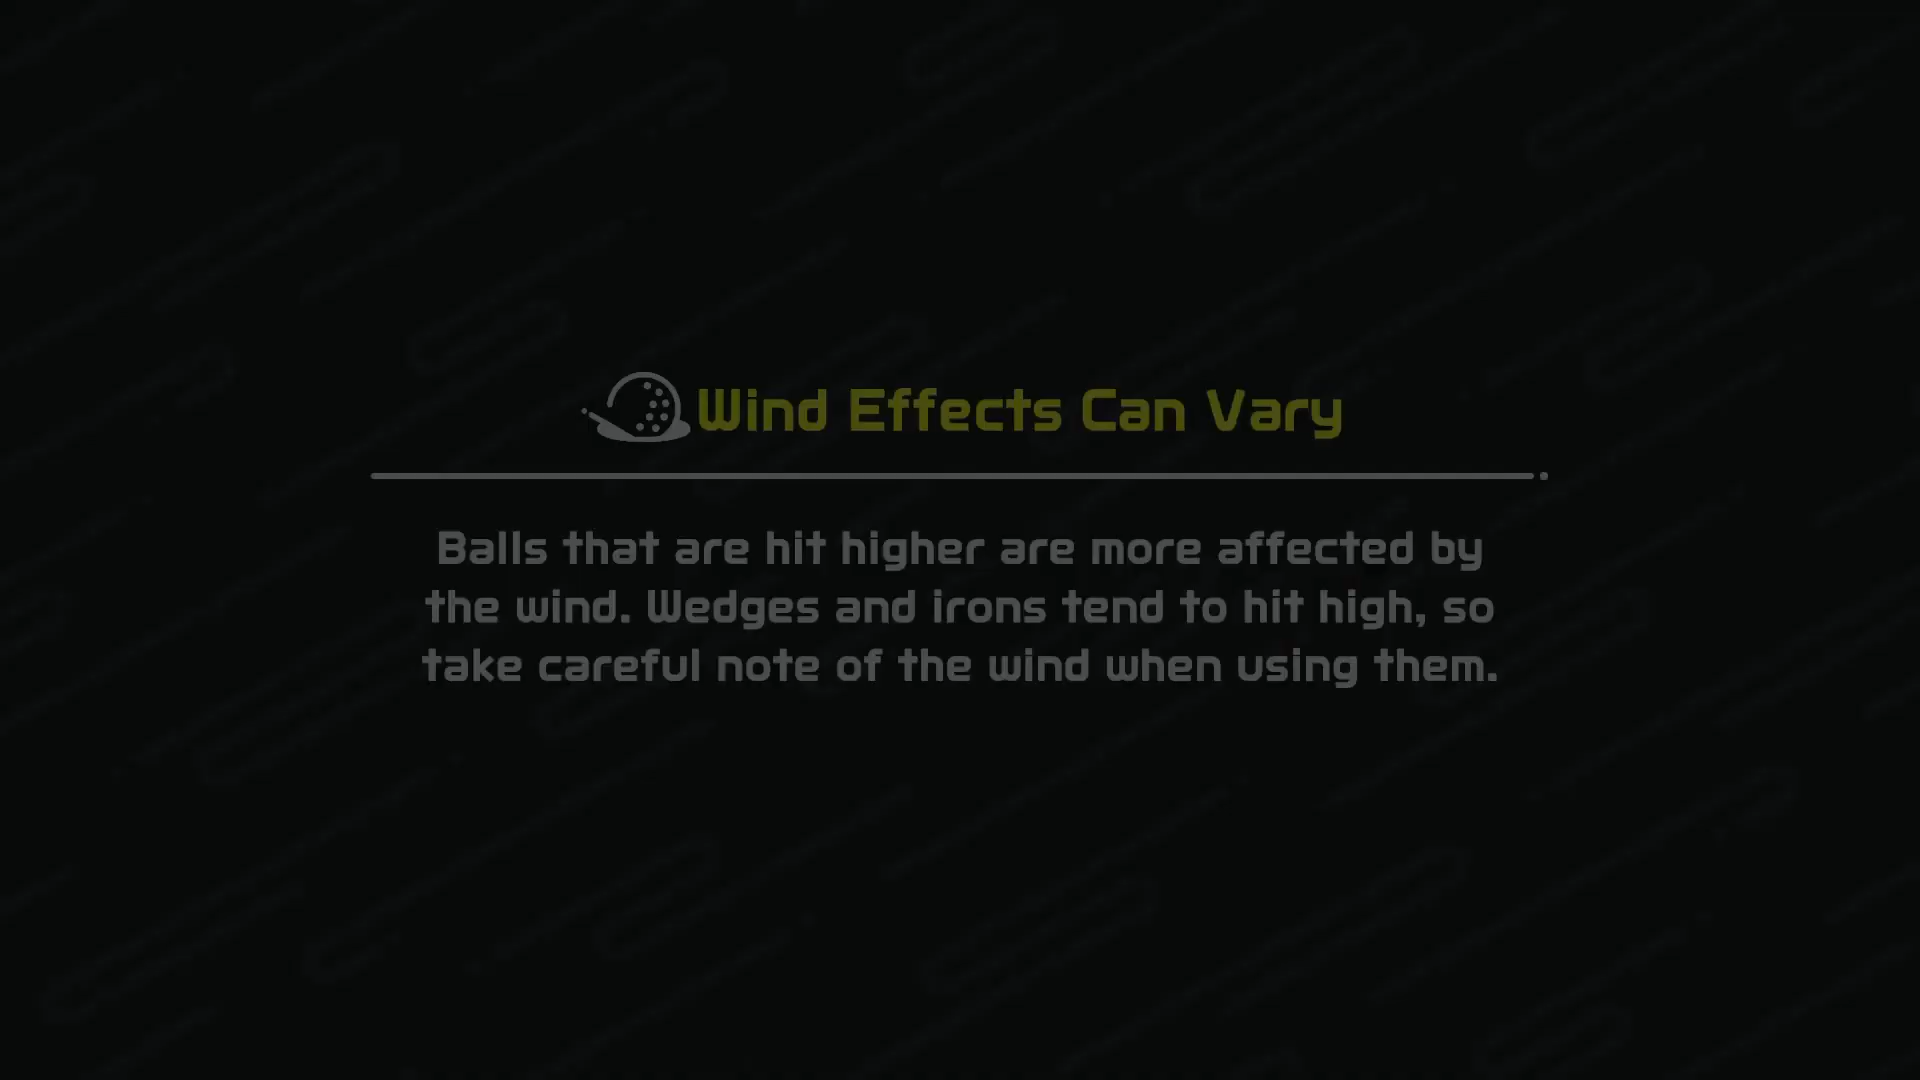 Wind Effects Can Vary
Balls that are hit higher are more affected by
the wind. Wedges and irons tend to hit high, so
take careful note of the wind when using them.